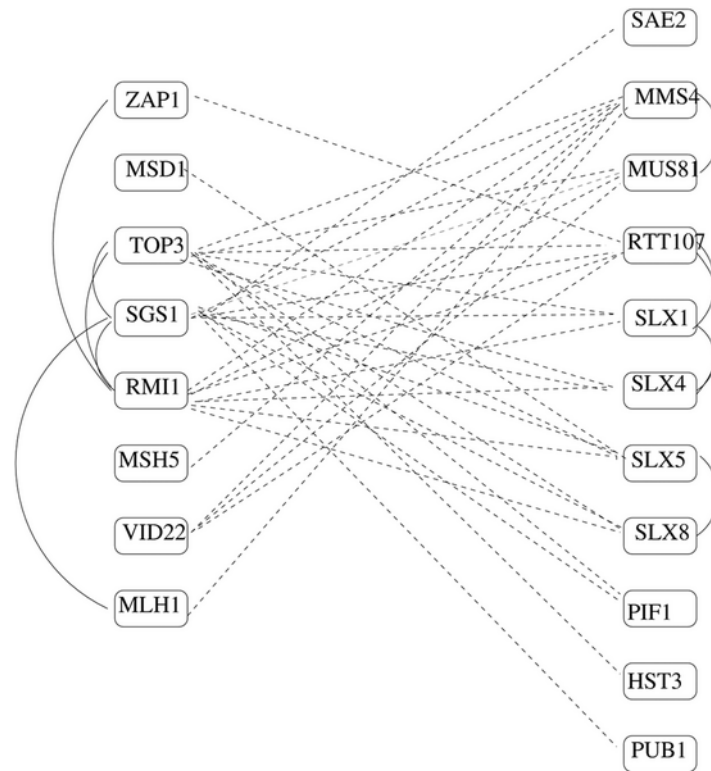 SAE2
ZAP1
MMS4
MSD1
MUS81
TOP3
RTT107
SGS1
SLX1
RMI1
SLX4
MSH5
SLX5
VID22
SLX8
MLH1
PIF1
HST3
PUB1